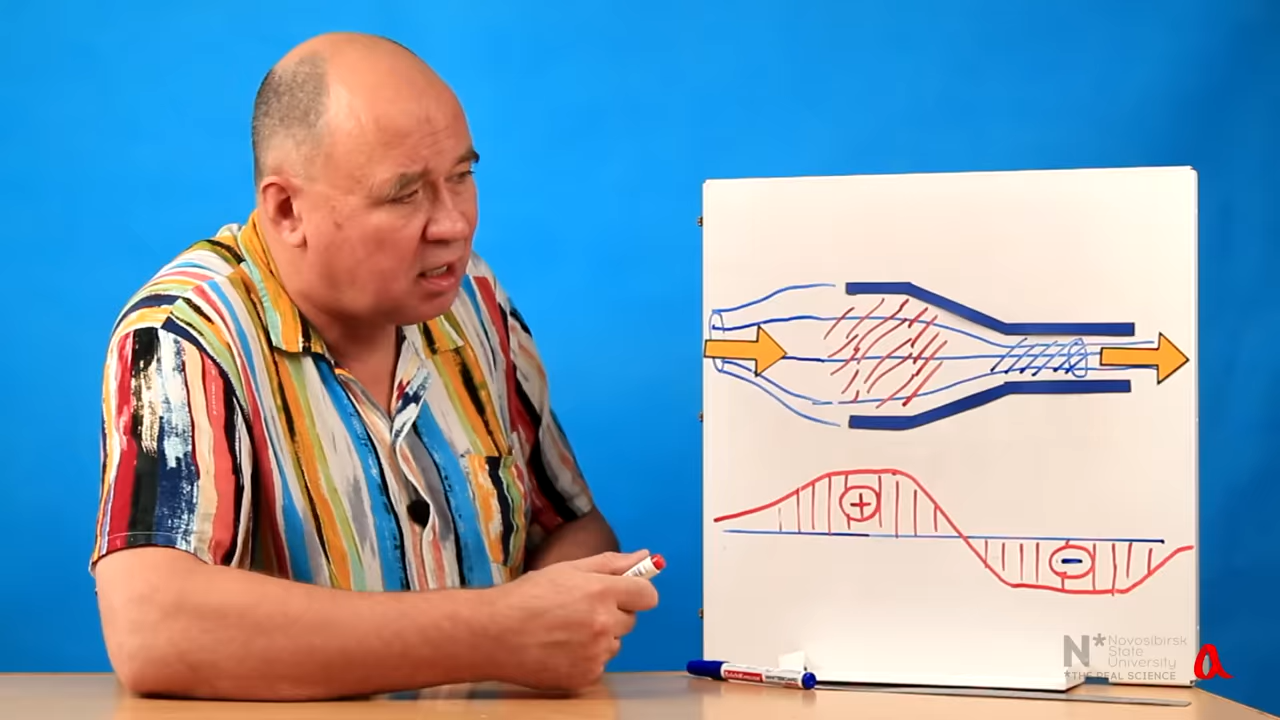 +
-
N* Novosibirsk
State
University
*THE REAL SCIENCE